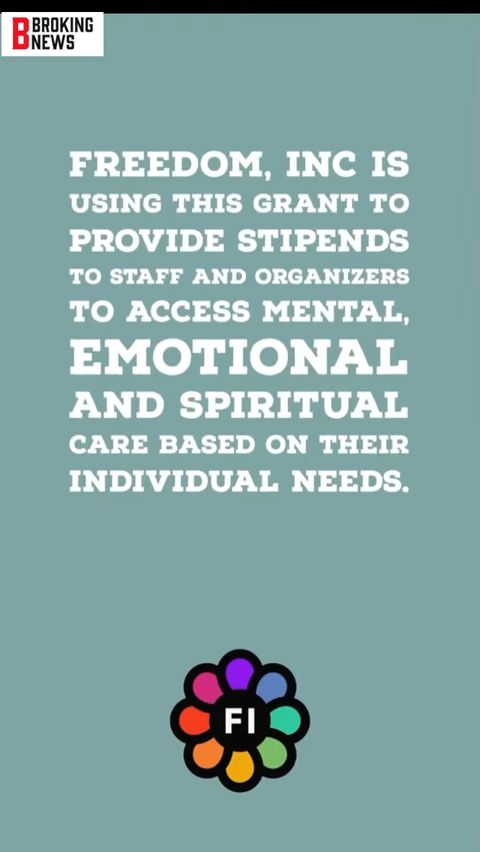 BROKING
NEWS
FREEDOM, INC IS
USING THIS GRANT TO
PROVIDE STIPENDS
TO STAFF AND ORGANIZERS
TO ACCESS MENTAL,
EMOTIONAL
AND SPIRITUAL
CARE BASED ON THEIR
INDIVIDUAL NEEDS.
FI